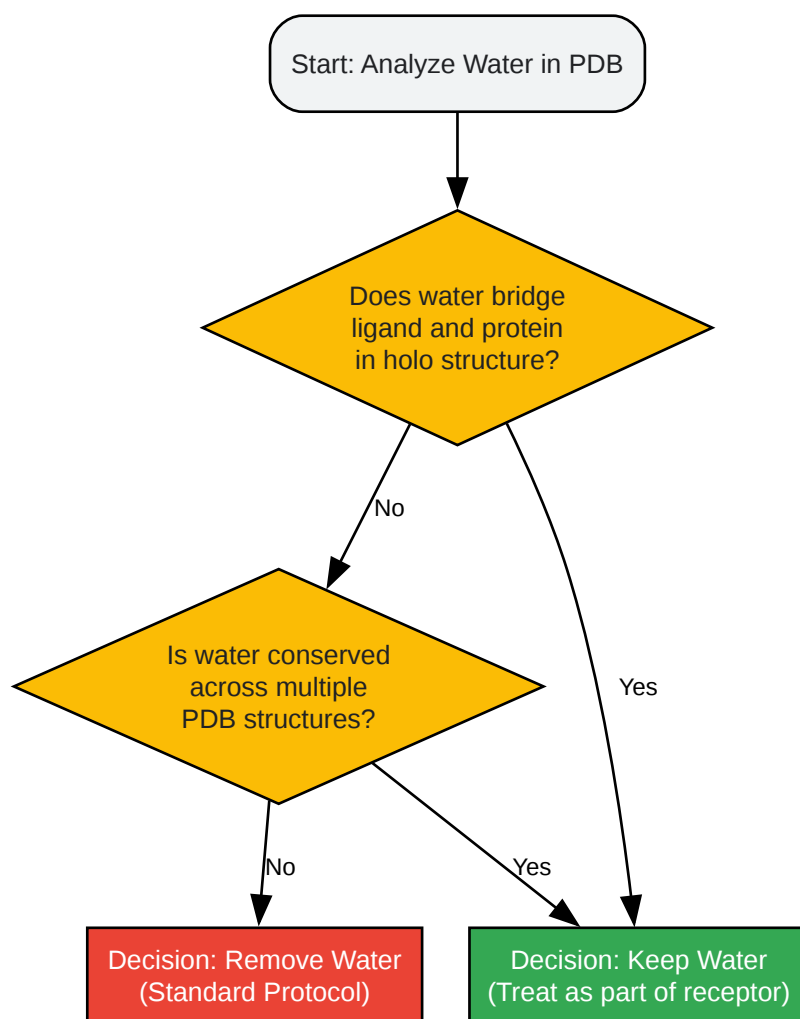 Start: Analyze Water in PDB
Does water bridge
ligand and protein
in holo structure?
No
Is water conserved
across multiple
PDB structures?
Yes
No
Yes
Decision: Remove Water
(Standard Protocol)
Decision: Keep Water
(Treat as part of receptor)